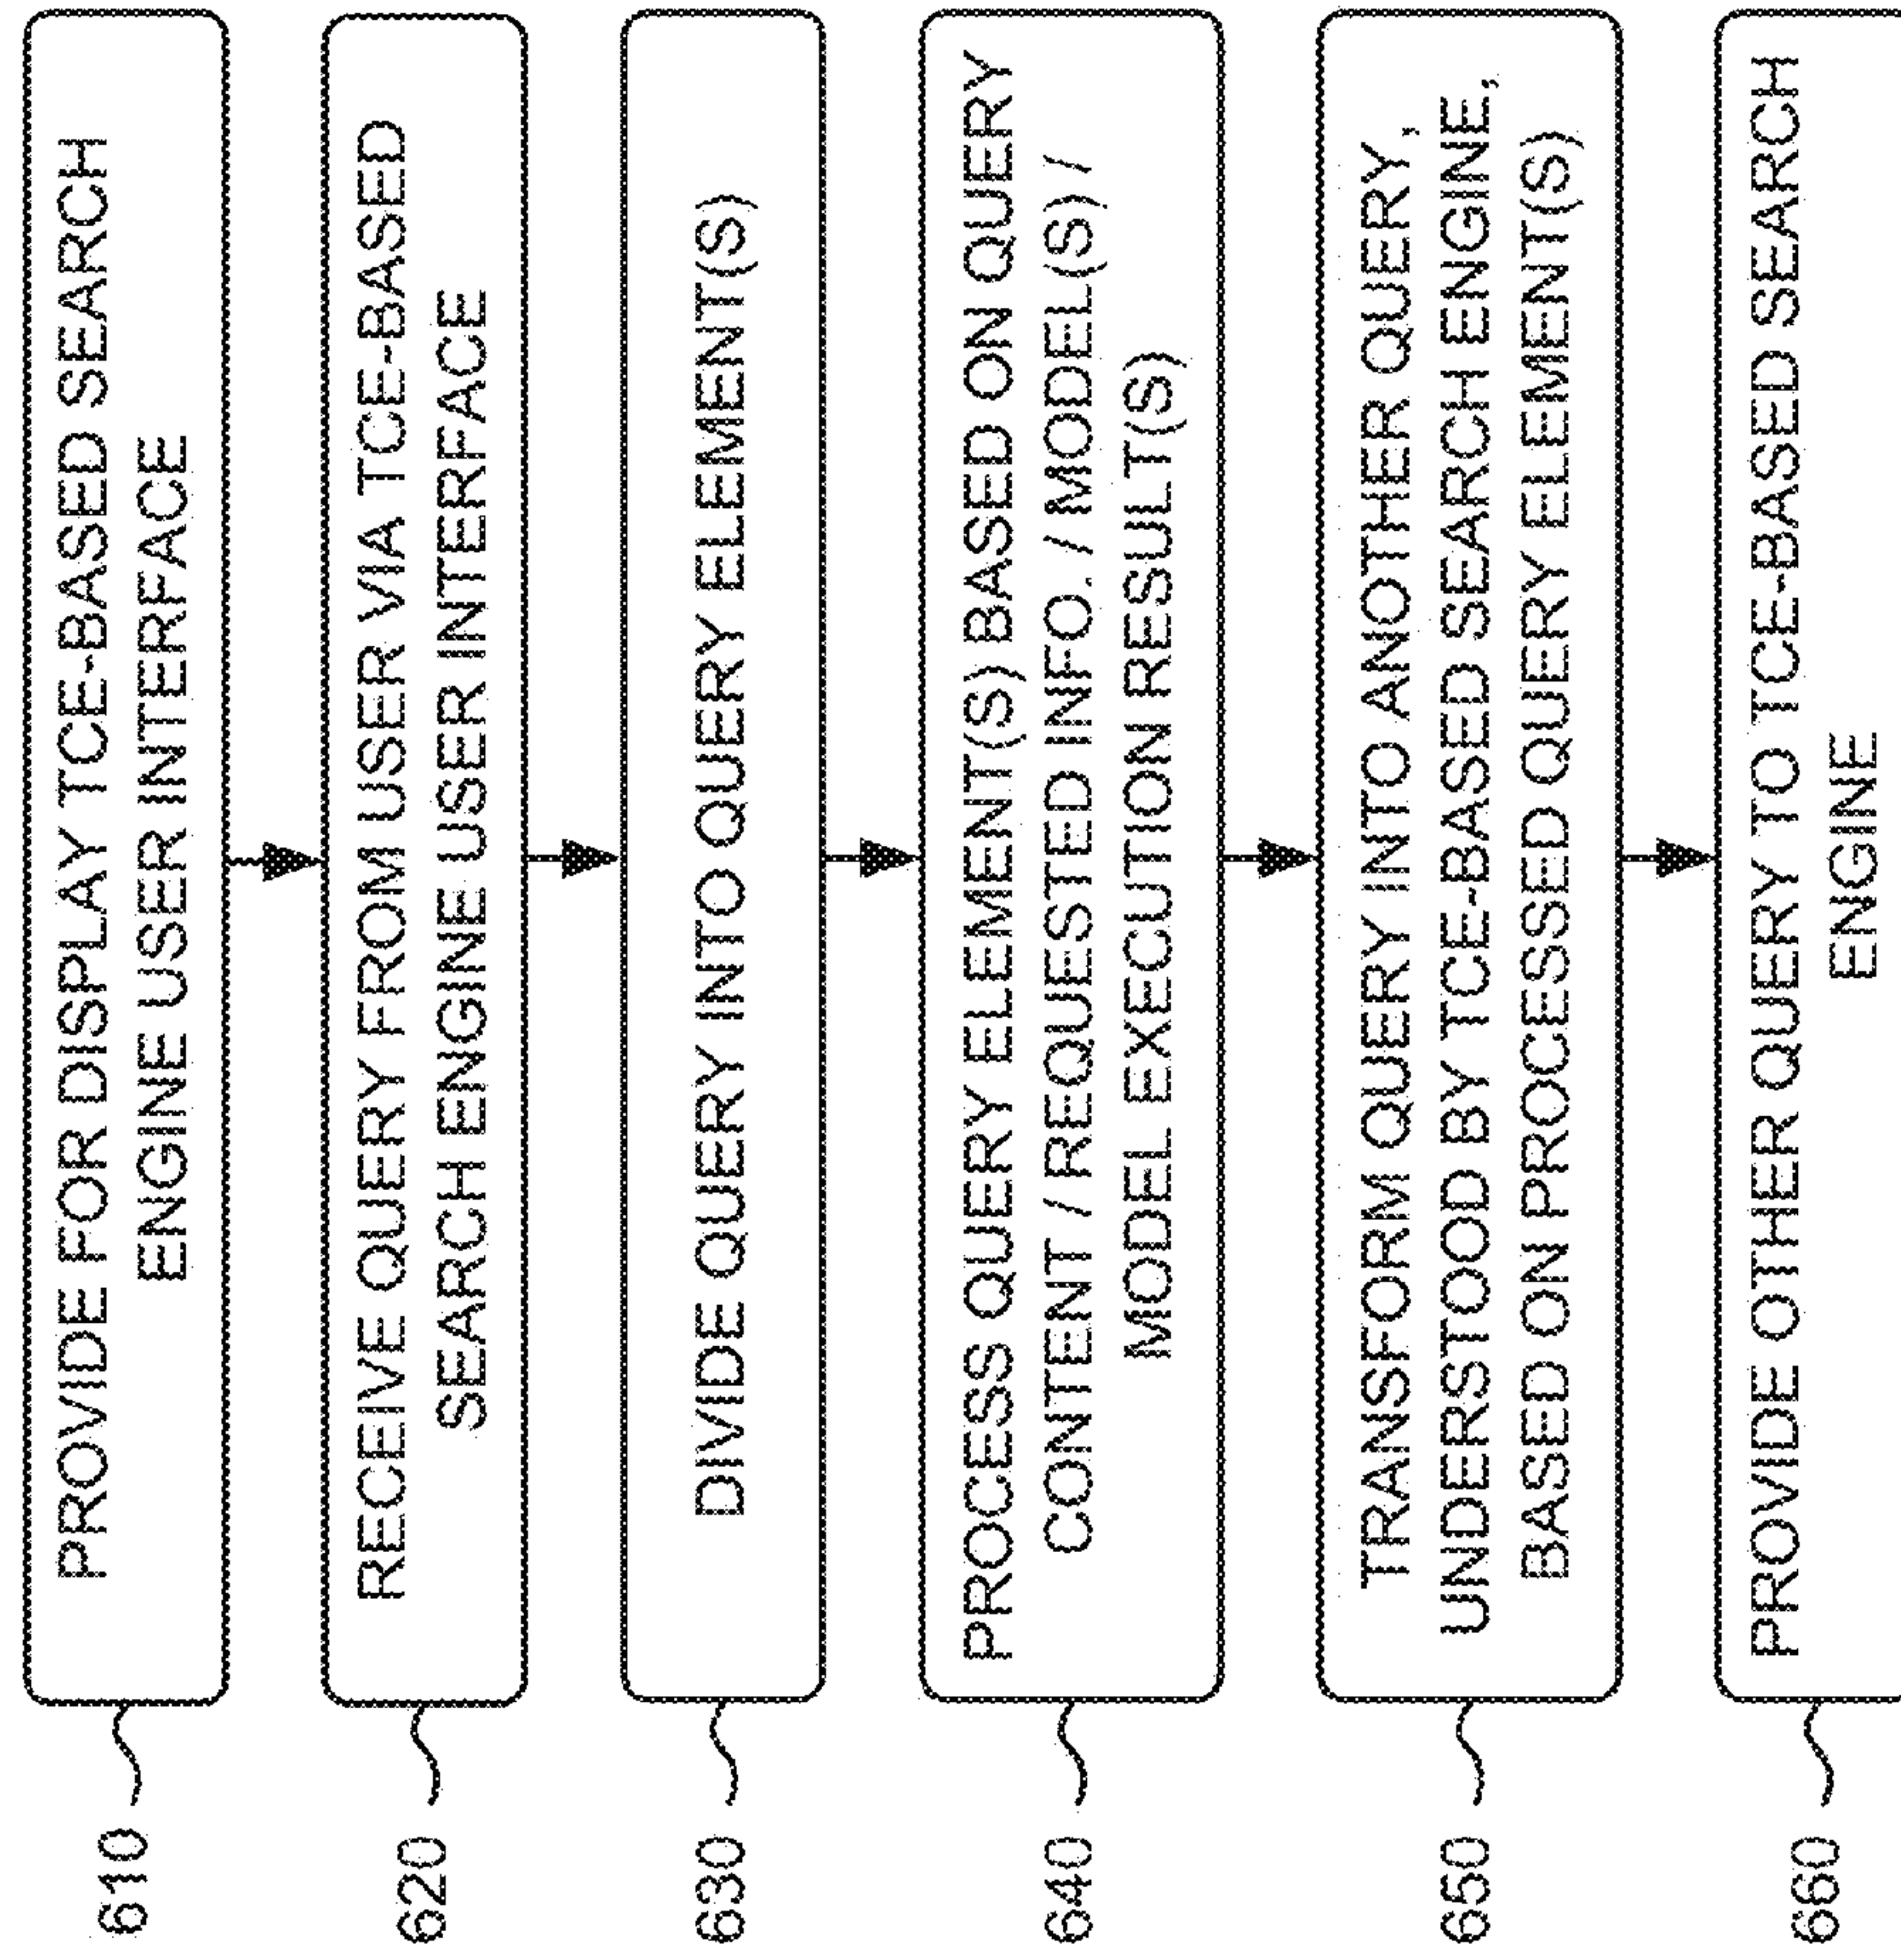 610
PROVIDE FOR DISPLAY TCE-BASED SEARCH
ENGINE USER INTERFACE
620
RECEIVE QUERY FROM USER VIA TCE-BASED
SEARCH ENGINE USER INTERFACE
630
DIVIDE QUERY INTO QUERY ELEMENT(S)
640
PROCESS QUERY ELEMENT(S) BASED ON QUERY
CONTENT / REQUESTED INFO. / MODEL(S) /
MODEL EXECUTION RESULT(S)
650
TRANSFORM QUERY INTO ANOTHER QUERY,
UNDERSTOOD BY TCE-BASED SEARCH ENGINE,
BASED ON PROCESSED QUERY ELEMENT(S)
660
PROVIDE OTHER QUERY TO TCE-BASED SEARCH
ENGINE